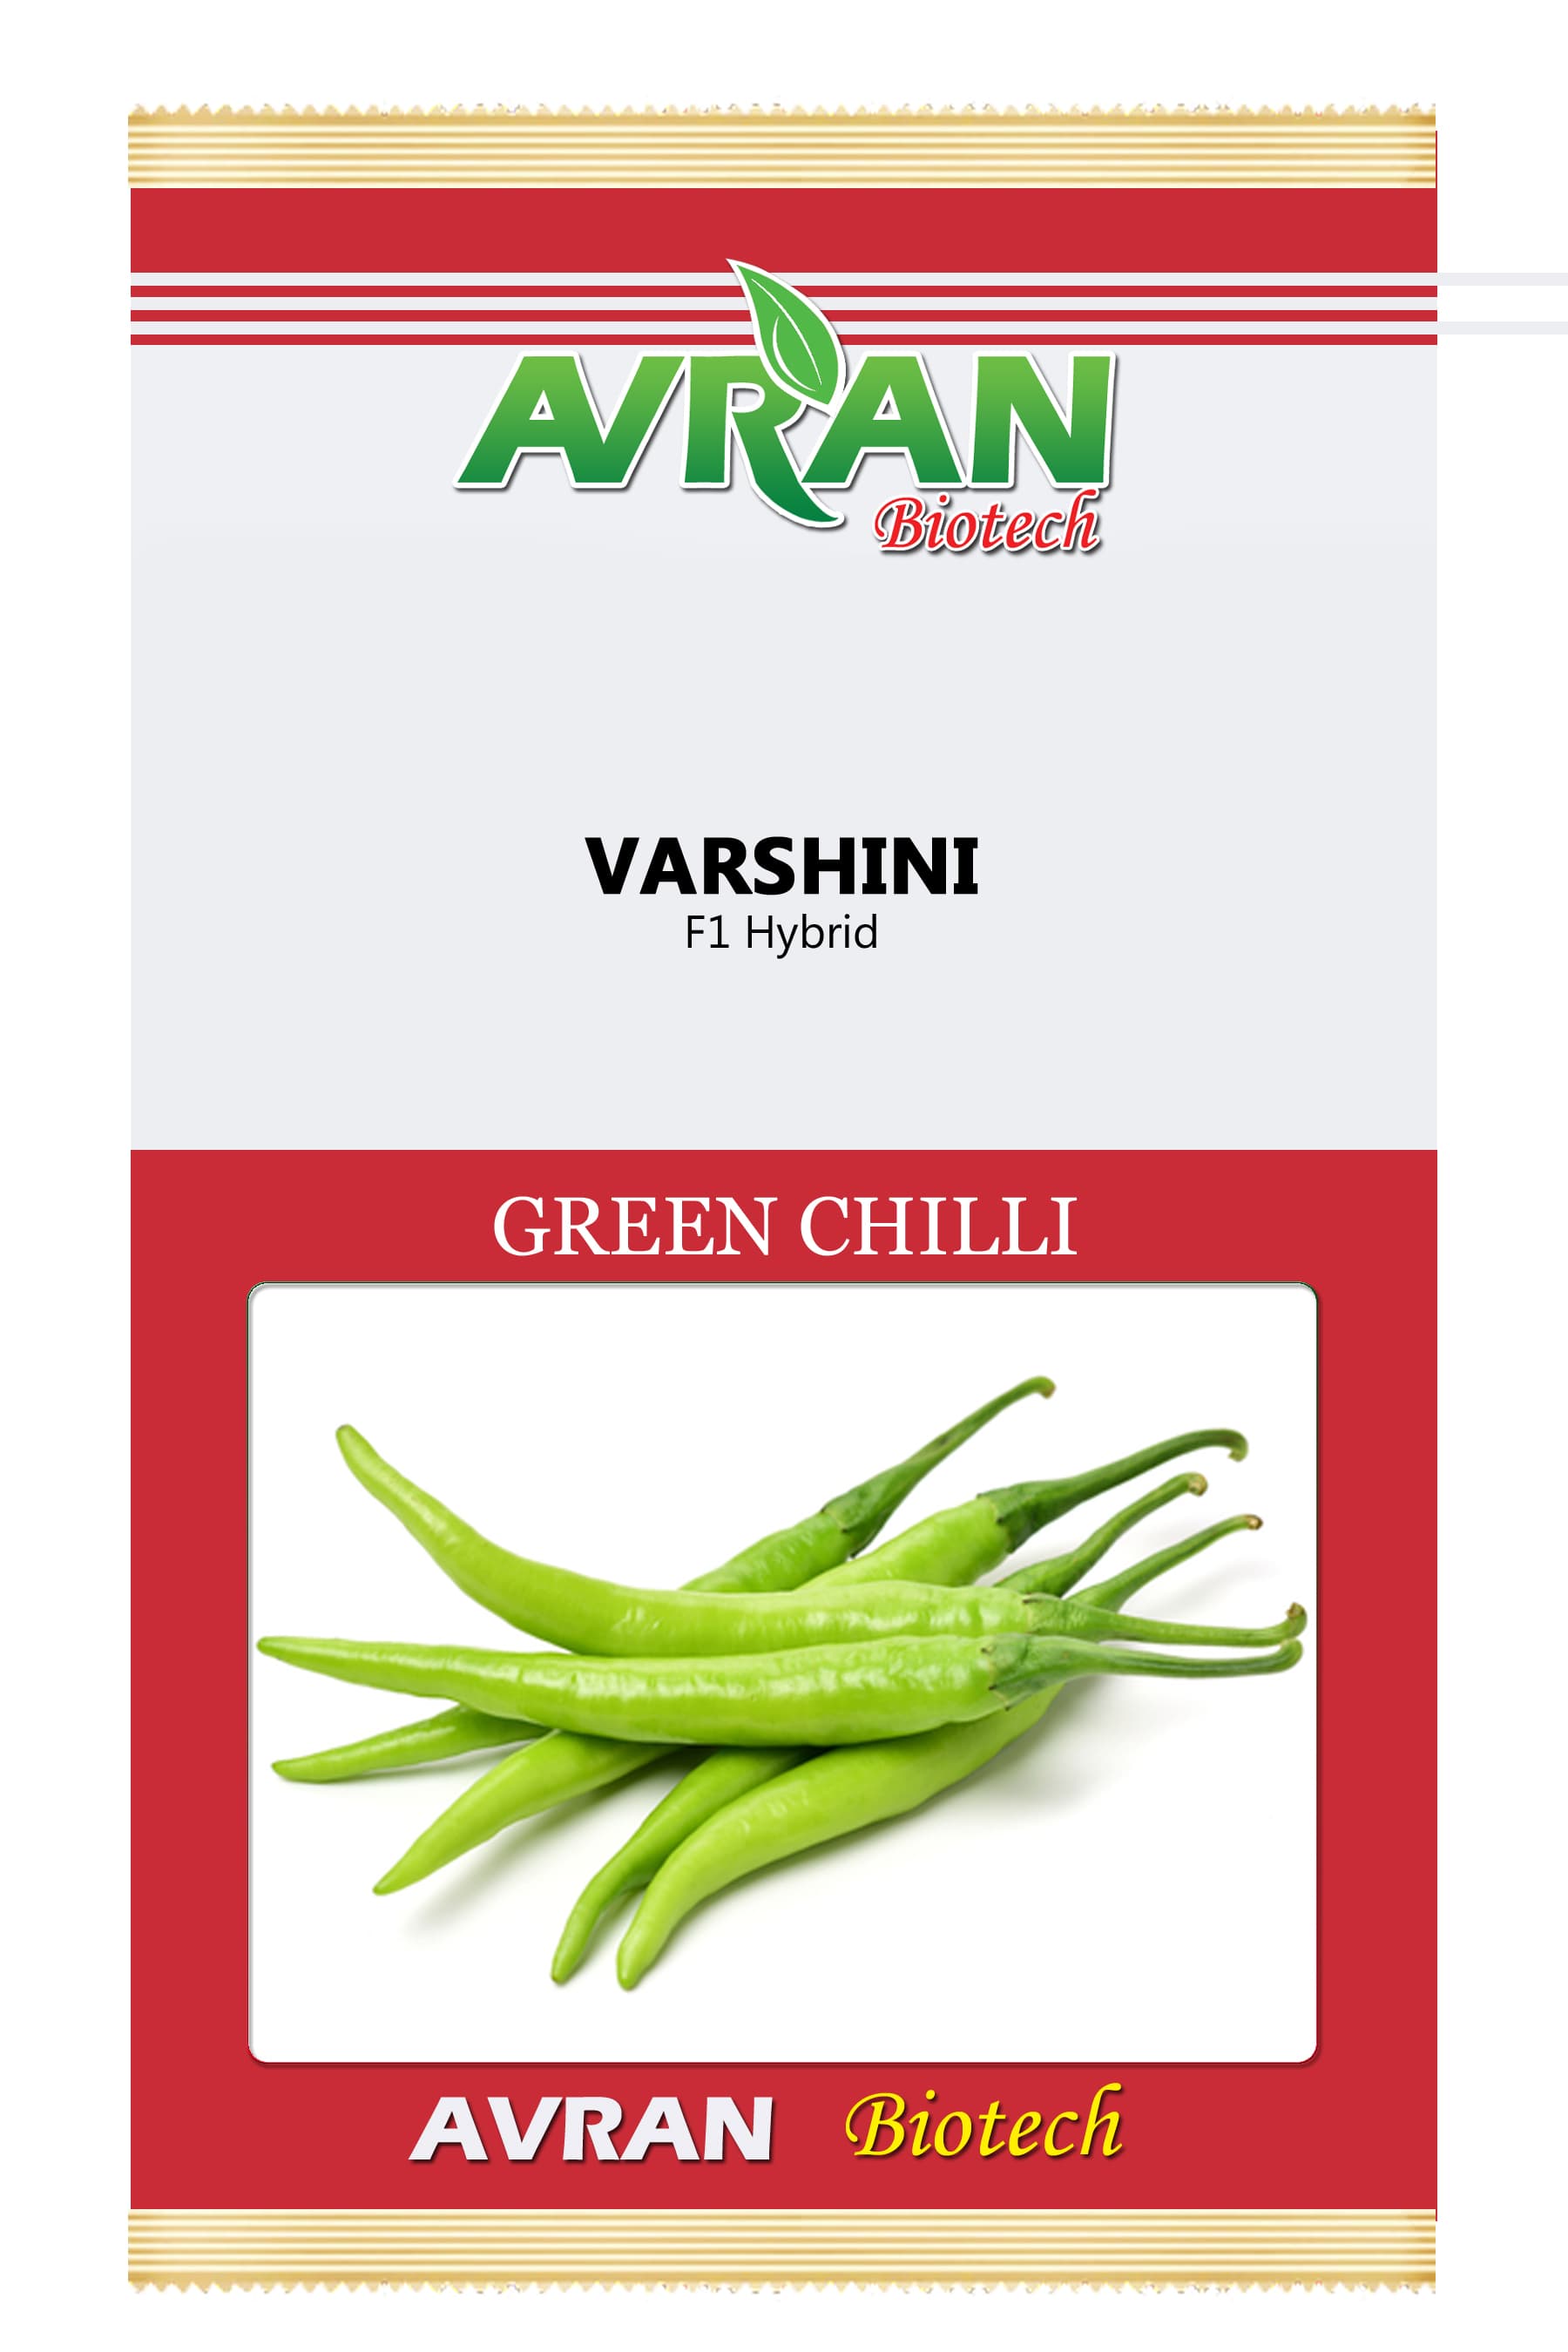 AVRAN
Biotech
VARSHINI
F1 Hybrid
GREEN CHILLI
AVRAN Biotech